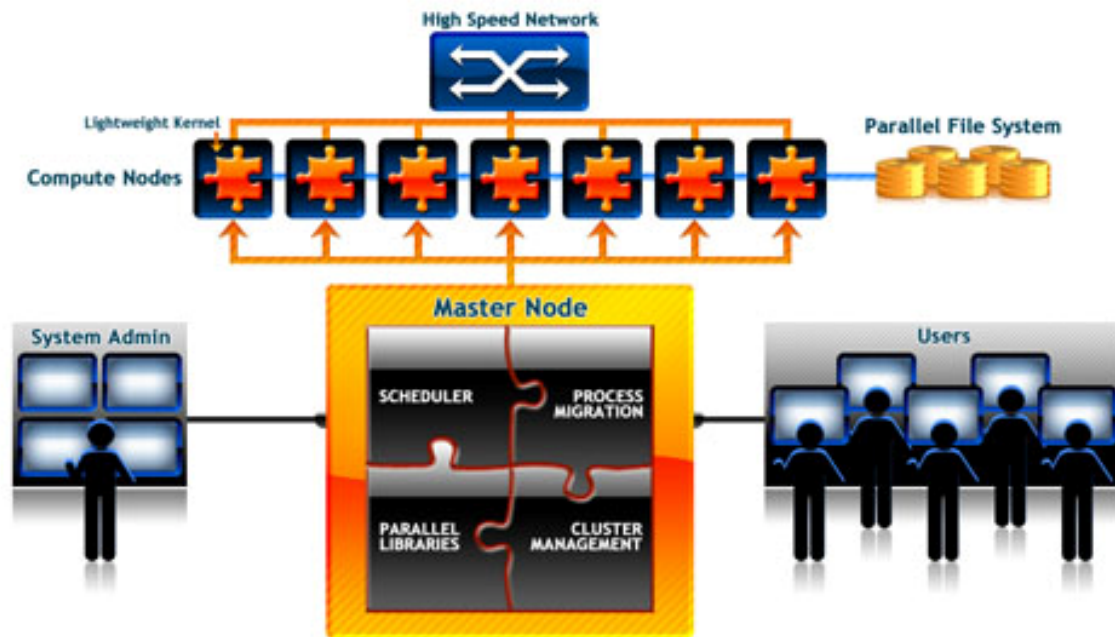 High Speed Network
Lightweight Kernel
Compute Nodes
Parallel File System
Master Node
System Admin
Users
SCHEDULER
PROCESS
MIGRATION
PARALLEL
LIBRARIES
CLUSTER
MANAGEMENT